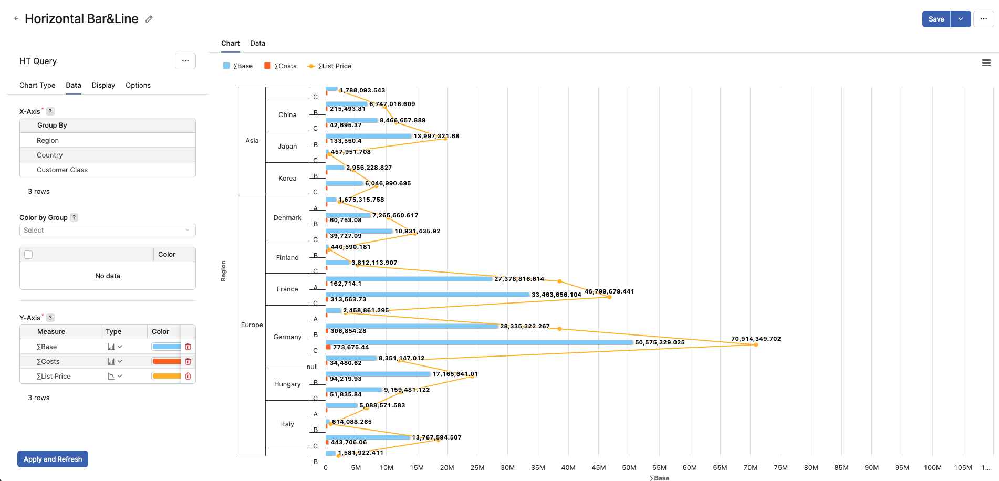 Horizontal Bar&Line
Save
...
HT Query
...
Chart Type Data Display Options
X-Axis * ?
Group By
Region
Country
Customer Class
3 rows
Color by Group ?
Select
Color
No data
Y-Axis * ?
Measure Type Color
∑Base
∑Costs
∑List Price
3 rows
Apply and Refresh
Chart Data
∑Base ∑Costs ∑List Price
Region
Asia
C 1,788,093.543
China
B 6,747,016.609
215,493.81
C 8,466,657.889
42,695.37
Japan
B 13,997,321.68
133,550.4
C 457,951.708
Korea
B 2,956,228.827
C 6,046,990.695
Europe
Denmark
A 1,675,315.758
B 7,265,660.617
60,753.08
C 10,931,435.92
39,727.09
Finland
B 440,590.181
C 3,812,113.907
France
A 27,378,816.614
162,714.1
C 33,463,656.104 46,799,679.441
313,563.73
Germany
A 2,458,861.295
B 28,335,322.267
306,854.28
C 50,575,329.025 70,914,349.702
773,675.44
null 8,351,147.012
34,480.62
Hungary
B 17,165,641.01
94,219.93
C 9,159,481.122
51,835.84
Italy
A 5,088,571.583
B 614,088.265
C 13,767,594.507
443,706.06
B 1,581,922.411
0 5M 10M 15M 20M 25M 30M 35M 40M 45M 50M 55M 60M 65M 70M 75M 80M 85M 90M 95M 100M 105M 1...
∑Base